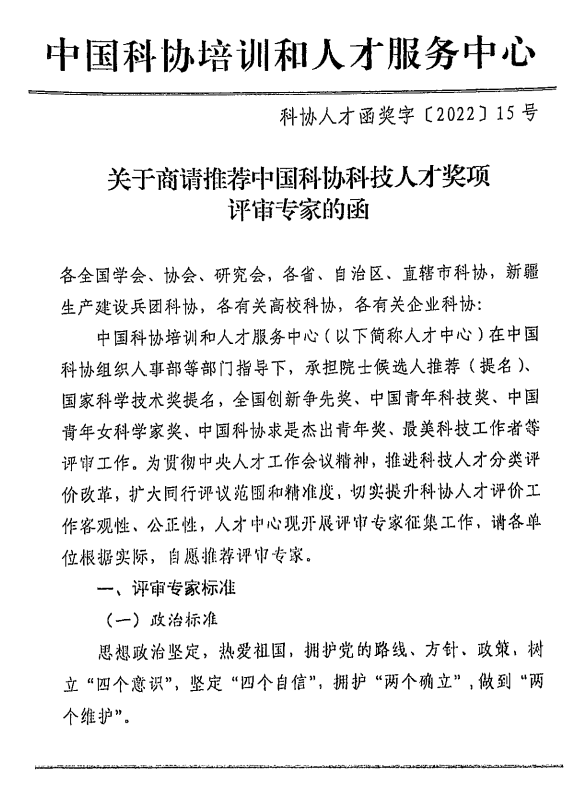 中国科协培训和人才服务中心
科协人才函奖字〔2022〕15号
关于商请推荐中国科协科技人才奖项
评审专家的函
各全国学会、协会、研究会，各省、自治区、直辖市科协，新疆
生产建设兵团科协，各有关高校科协，各有关企业科协：
中国科协培训和人才服务中心（以下简称人才中心）在中国
科协组织人事部等部门指导下，承担院士候选人推荐（提名）、
国家科学技术奖提名，全国创新争先奖、中国青年科技奖、中国
青年女科学家奖、中国科协求是杰出青年奖、最美科技工作者等
评审工作。为贯彻中央人才工作会议精神，推进科技人才分类评
价改革，扩大同行评议范围和精准度，切实提升科协人才评价工
作客观性、公正性，人才中心现开展评审专家征集工作，请各单
位根据实际，自愿推荐评审专家。
一、评审专家标准
（一）政治标准
思想政治坚定，热爱祖国，拥护党的路线、方针、政策，树
立“四个意识”，坚定“四个自信”，拥护“两个确立”,做到“两
个维护”。